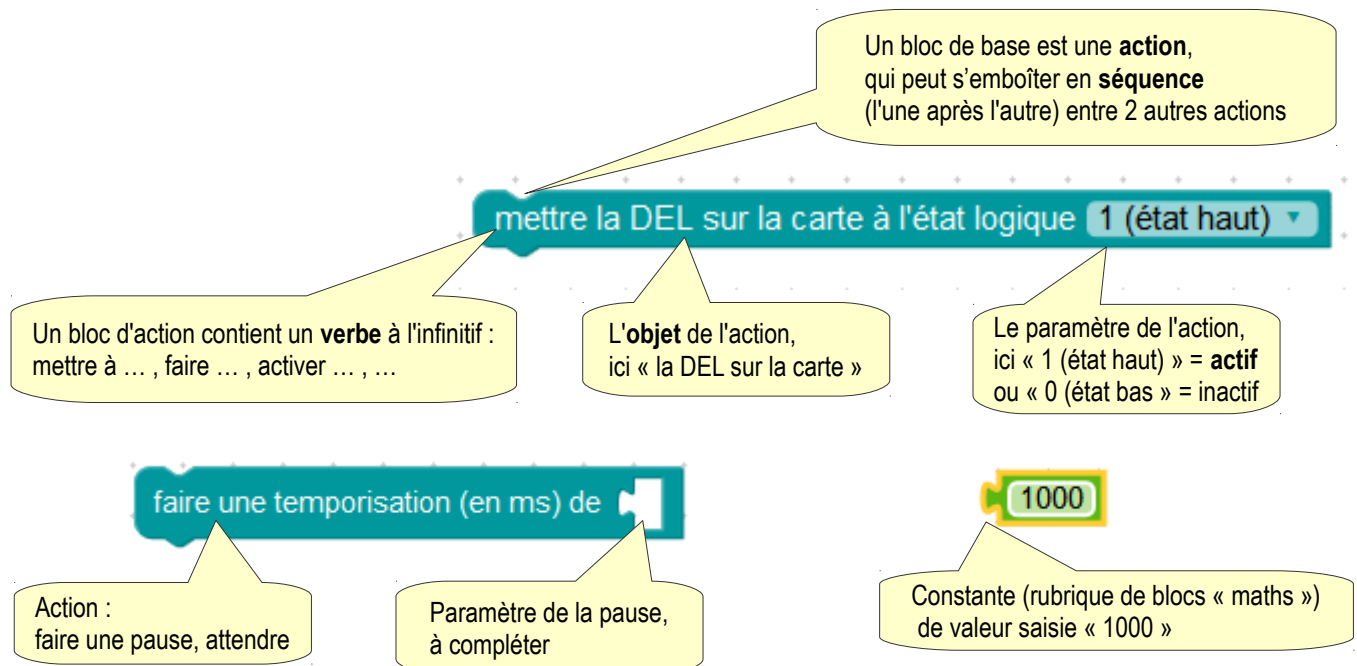 Un bloc de base est une action,
qui peut s’emboîter en séquence
(l'une après l'autre) entre 2 autres actions
mettre la DEL sur la carte à l'état logique 1 (état haut)
Un bloc d'action contient un verbe à l'infinitif :
mettre à … , faire … , activer … , …
L'objet de l'action,
ici « la DEL sur la carte »
Le paramètre de l'action,
ici « 1 (état haut) » = actif
ou « 0 (état bas » = inactif
faire une temporisation (en ms) de
1000
Action :
faire une pause, attendre
Paramètre de la pause,
à compléter
Constante (rubrique de blocs « maths »)
de valeur saisie « 1000 »